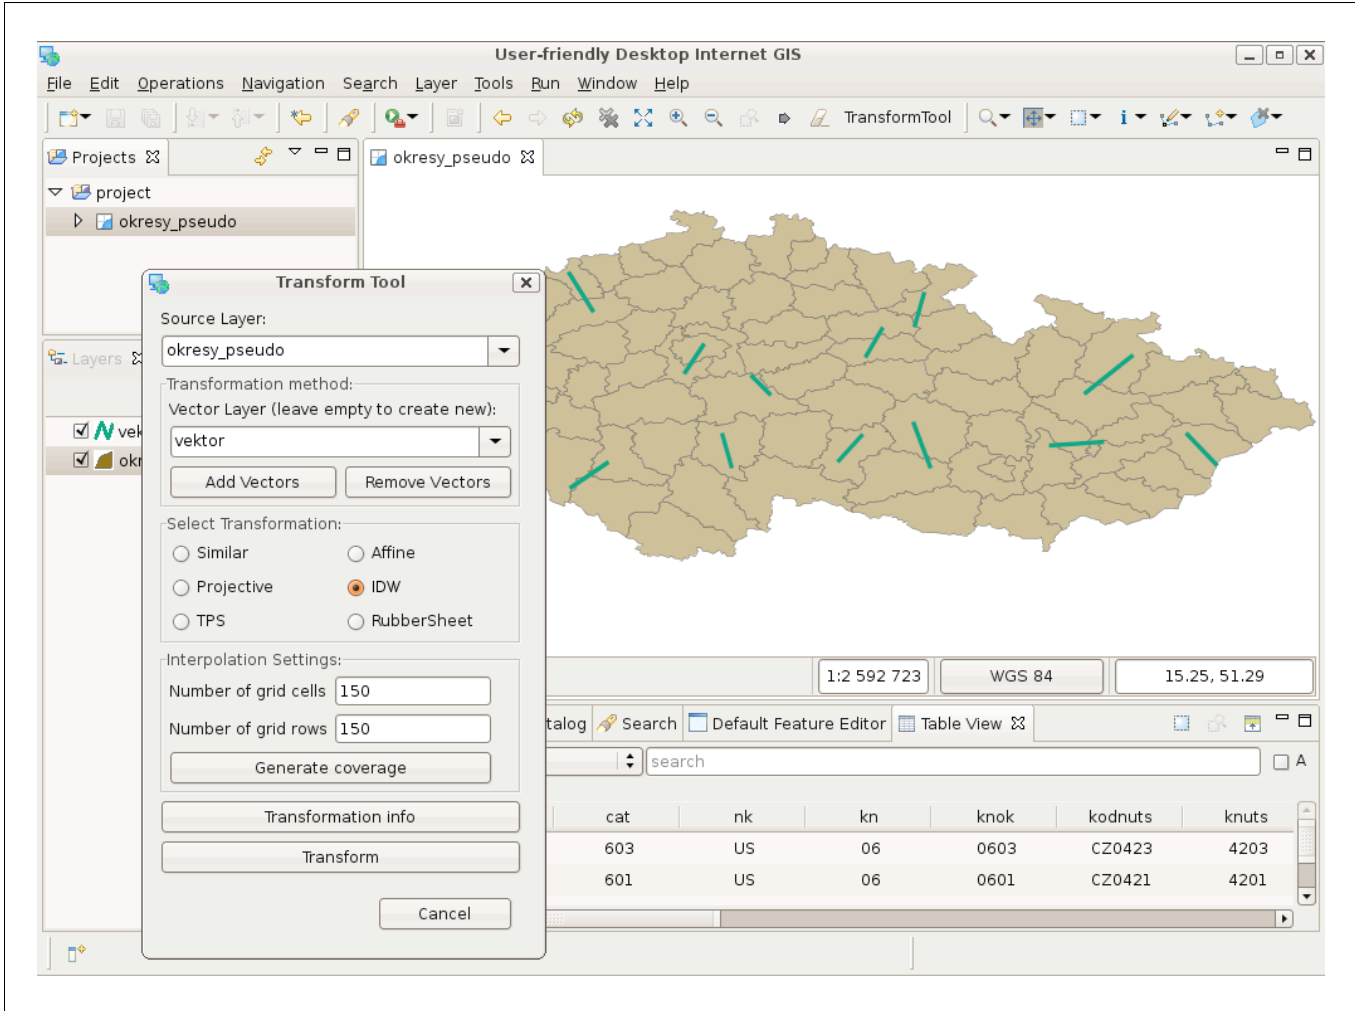 User-friendly Desktop Internet GIS
File Edit Operations Navigation Search Layer Tools Run Window Help
TransformTool
Projects
okresy_pseudo
project
okresy_pseudo
Transform Tool
Source Layer:
okresy_pseudo
Layers
Transformation method:
Vector Layer (leave empty to create new):
vek
vektor
okr
Add Vectors Remove Vectors
Select Transformation:
Similar Affine
Projective IDW
TPS RubberSheet
Interpolation Settings:
Number of grid cells 150
Number of grid rows 150
Generate coverage
Transformation info
Transform
Cancel
1:2 592 723 WGS 84 15.25, 51.29
talog Search Default Feature Editor Table View
search A
cat nk kn knok kodnuts knuts
603 US 06 0603 CZ0423 4203
601 US 06 0601 CZ0421 4201